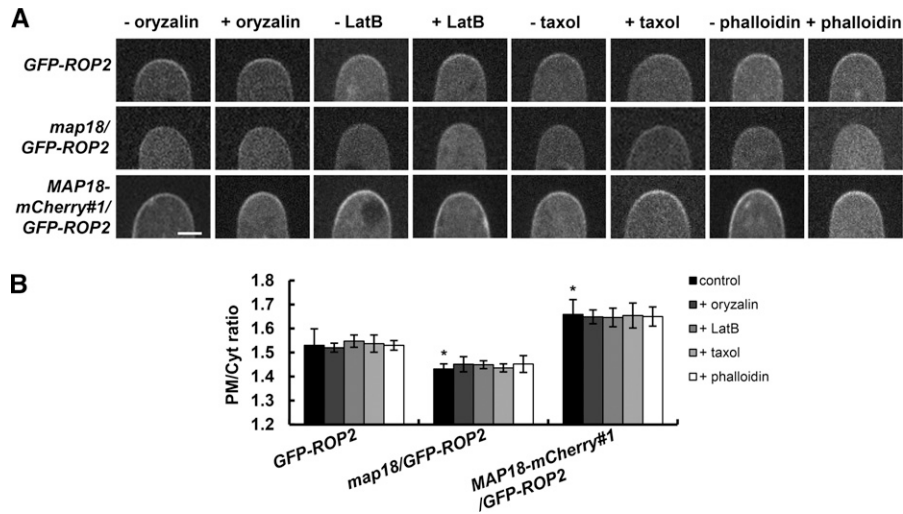 A
- oryzalin + oryzalin - LatB + LatB - taxol + taxol - phalloidin + phalloidin
GFP-ROP2
map18/
GFP-ROP2
MAP18-
mCherry#1/
GFP-ROP2
B
PM/Cyt ratio
1.8
1.7
1.6
1.5
1.4
1.3
1.2
*
*
control
+ oryzalin
+ LatB
+ taxol
+ phalloidin
GFP-ROP2
map18/GFP-ROP2
MAP18-mCherry#1
/GFP-ROP2